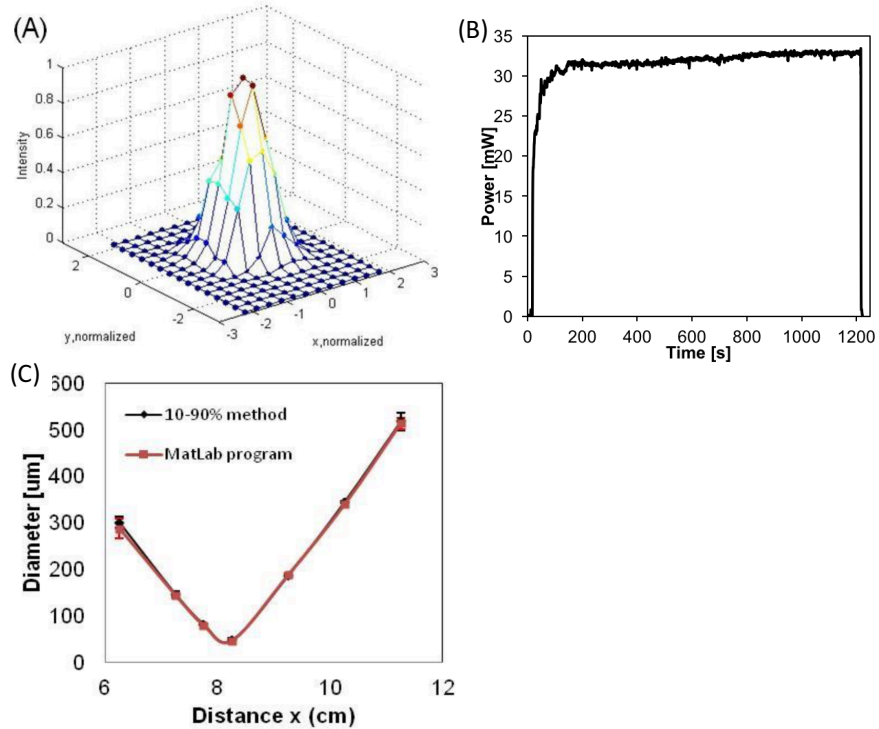 (A)
1
0.8
0.6
0.4
0.2
0
Intensity
2
0
-2
y,normalized
-3
-2
-1
0
1
2
3
x,normalized
(B)
35
30
25
20
15
10
5
0
Power [mW]
0 200 400 600 800 1000 1200
Time [s]
(C)
600
500
400
300
200
100
0
Diameter [um]
10-90% method
MatLab program
6 8 10 12
Distance x (cm)